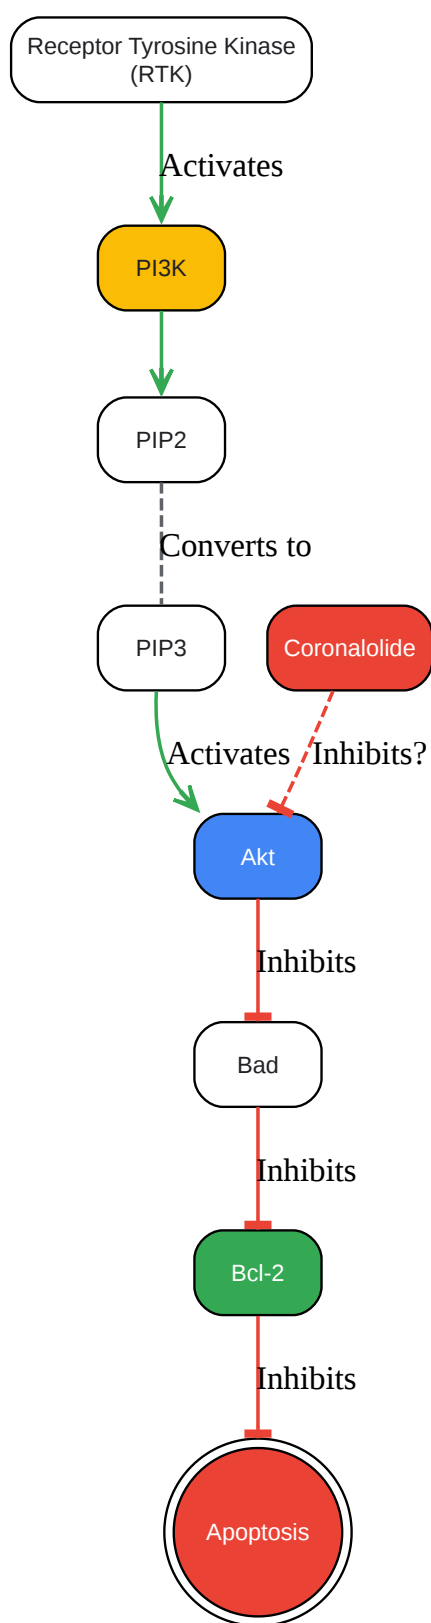 Receptor Tyrosine Kinase
(RTK)
Activates
PI3K
PIP2
Converts to
PIP3
Coronalolide
Activates
Inhibits?
Akt
Inhibits
Bad
Inhibits
Bcl-2
Inhibits
Apoptosis